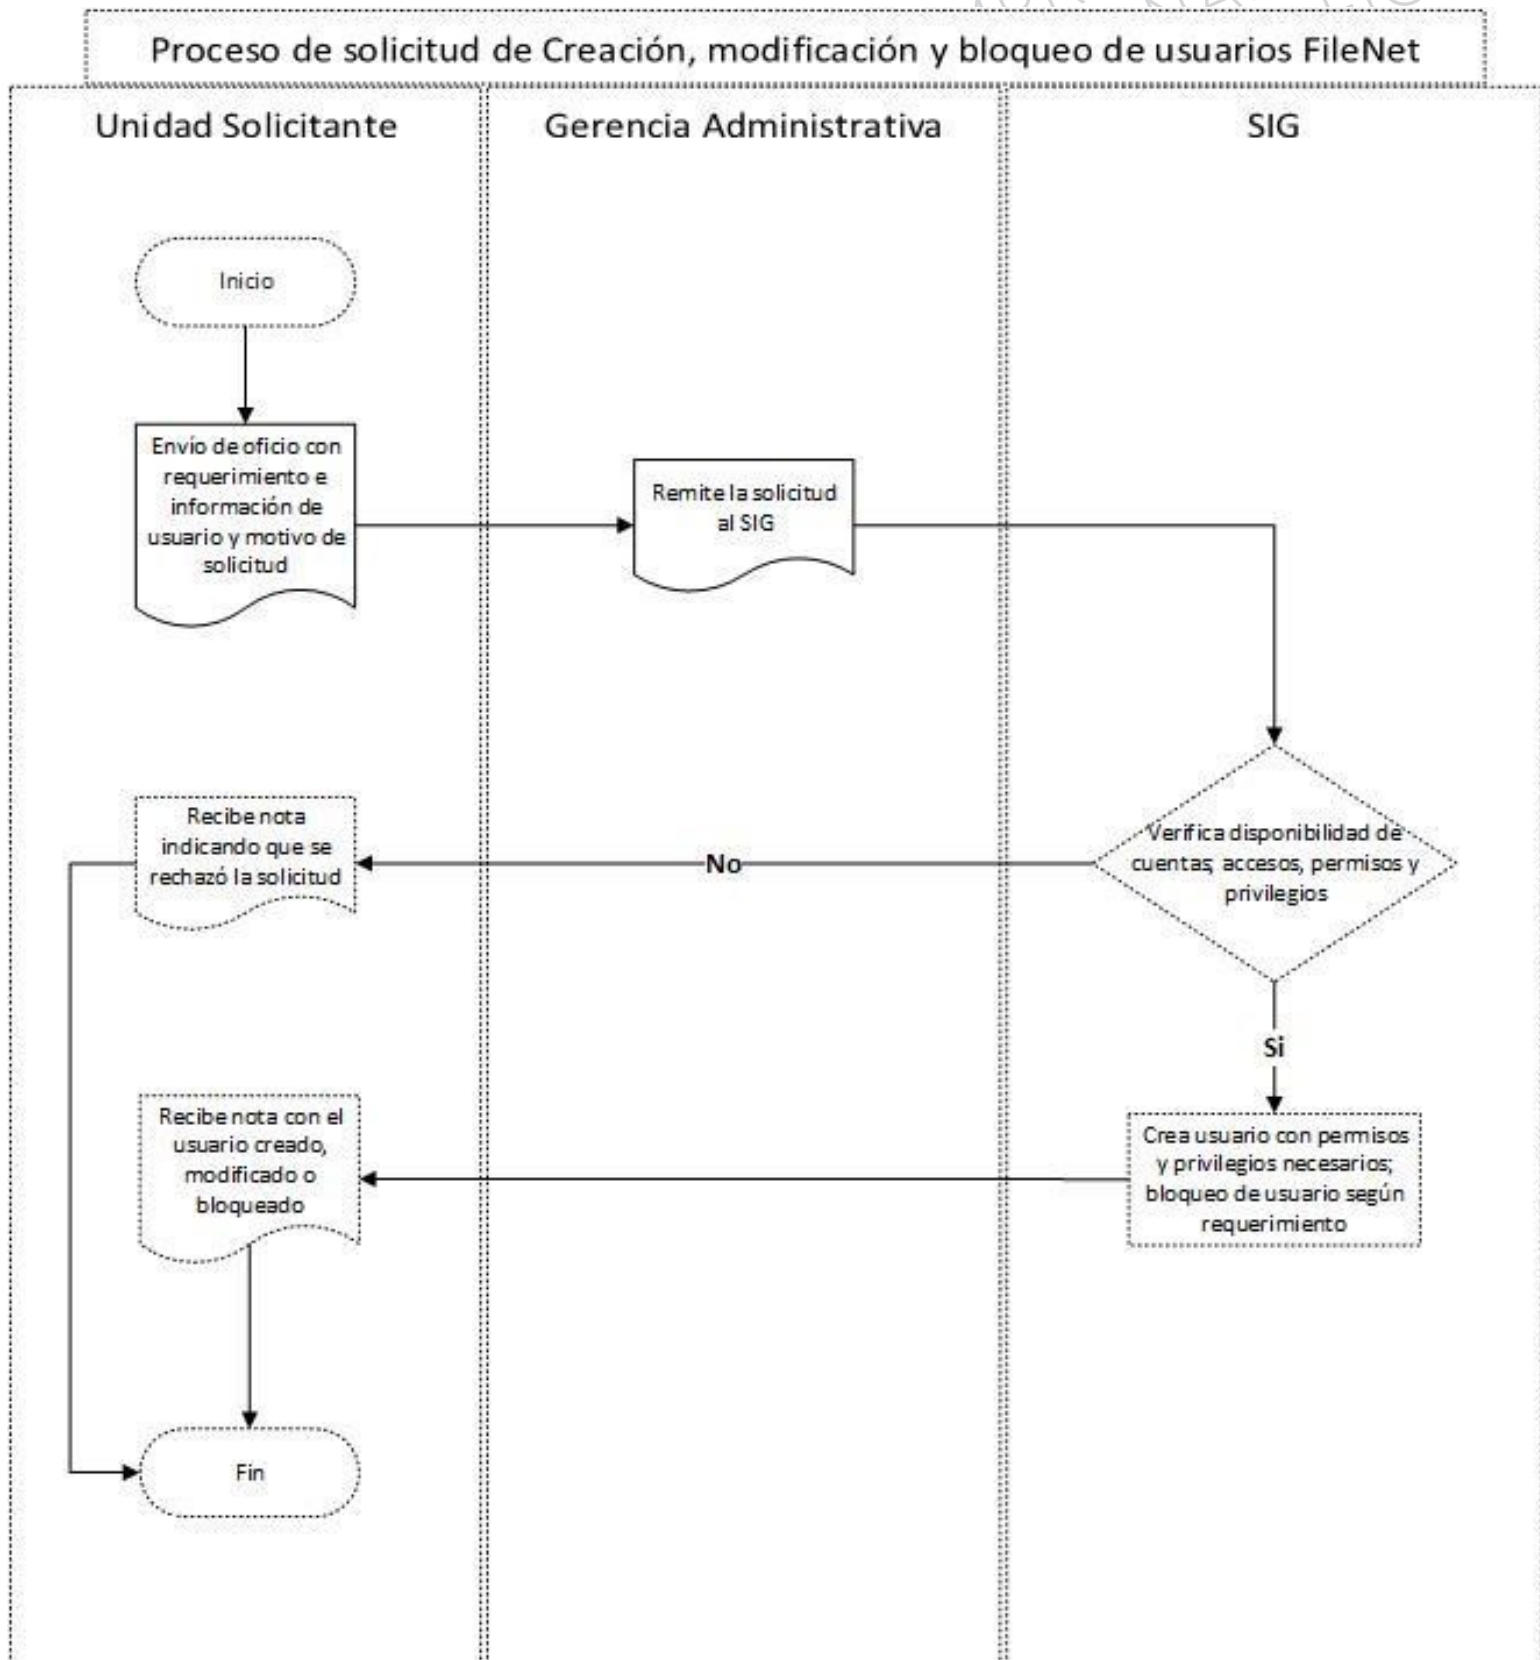 Proceso de solicitud de Creación, modificación y bloqueo de usuarios FileNet
Unidad Solicitante
Gerencia Administrativa
SIG
Inicio
Envío de oficio con
requerimiento e
información de
usuario y motivo de
solicitud
Remite la solicitud
al SIG
Verifica disponibilidad de
cuentas, accesos, permisos y
privilegios
No
Recibe nota
indicando que se
rechazó la solicitud
Si
Crea usuario con permisos
y privilegios necesarios;
bloqueo de usuario según
requerimiento
Recibe nota con el
usuario creado,
modificado o
bloqueado
Fin